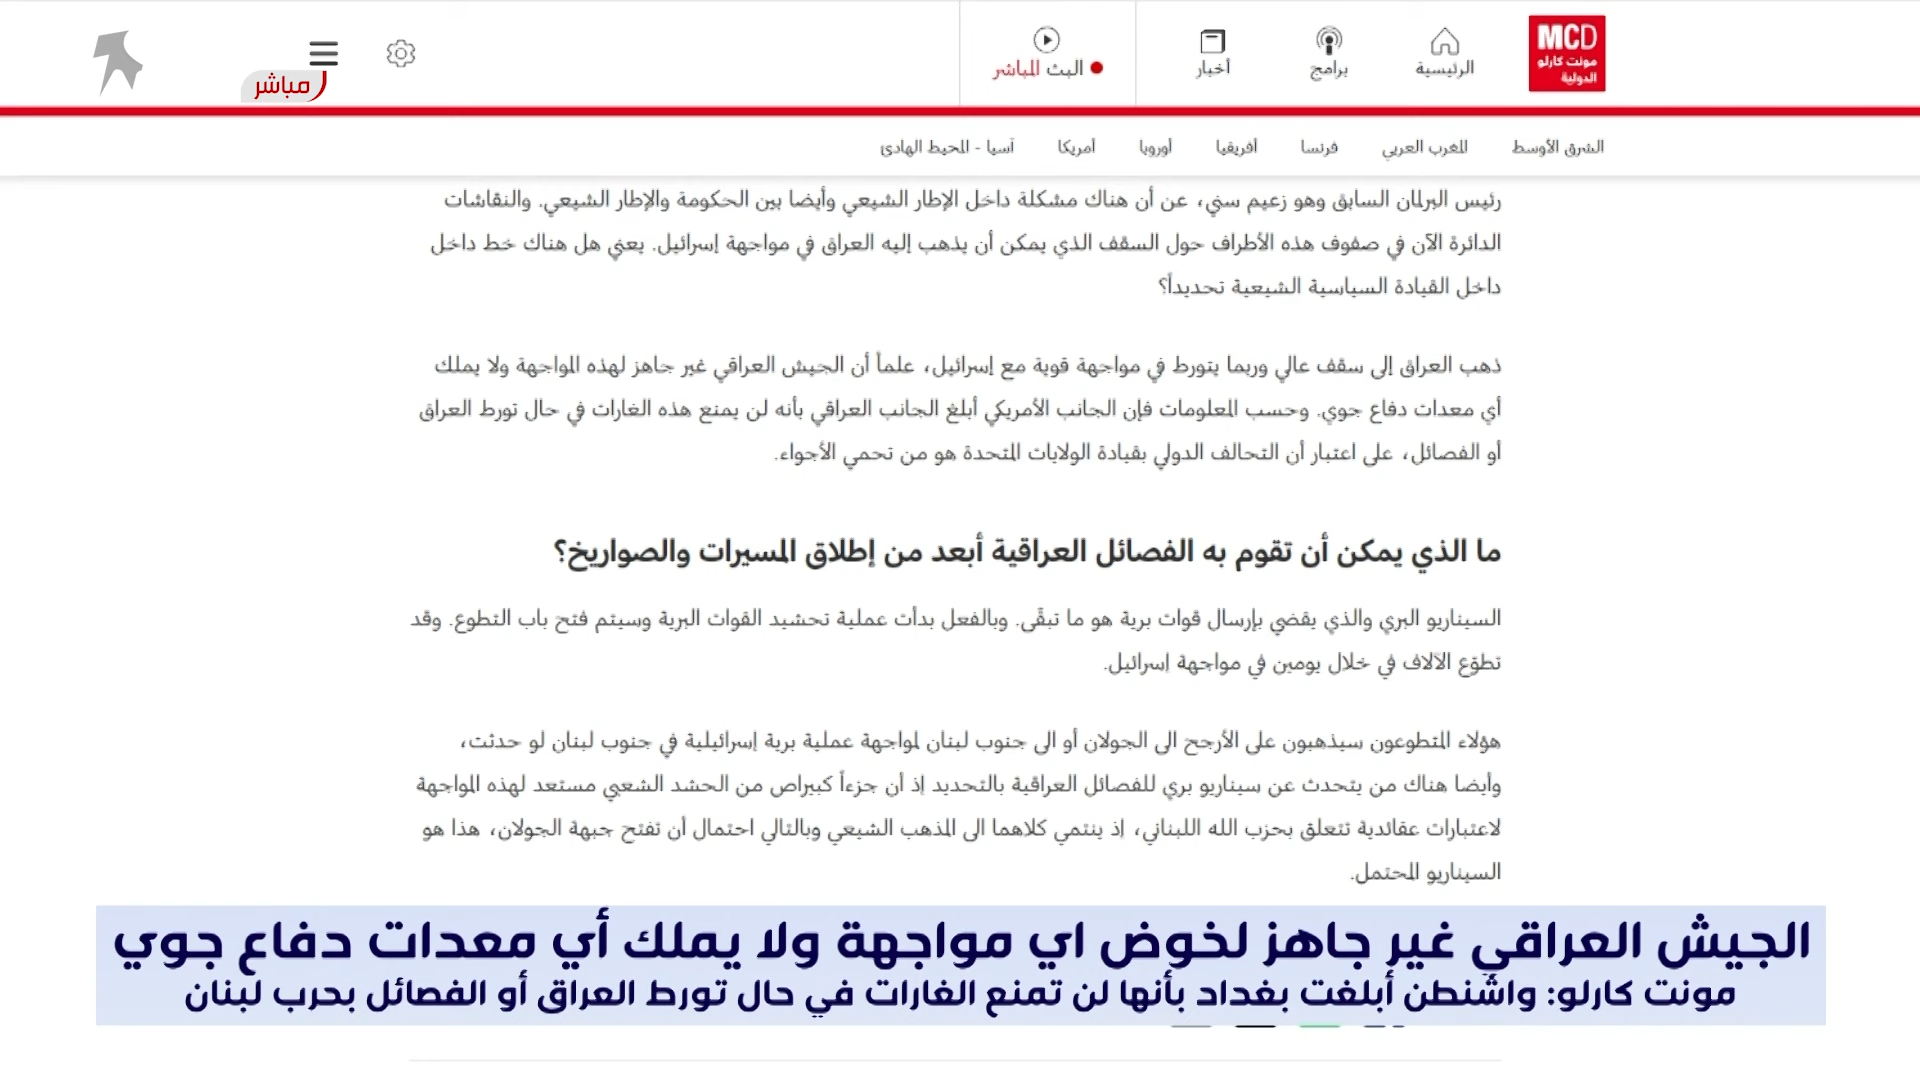 MCD
مونت كارلو
الدولية
الرئيسية
برامج
أخبار
البث المباشر
مباشر
الشرق الأوسط
المغرب العربي
فرنسا
أفريقيا
أوروبا
أمريكا
آسيا - المحيط الهادئ
رئيس البرلمان السابق وهو زعيم سني، عن أن هناك مشكلة داخل الإطار الشيعي وأيضا بين الحكومة والإطار الشيعي. والنقاشات
الدائرة الآن في صفوف هذه الأطراف حول السقف الذي يمكن أن يذهب إليه العراق في مواجهة إسرائيل. يعني هل هناك خط داخل
داخل القيادة السياسية الشيعية تحديداً؟
ذهب العراق إلى سقف عالي وربما يتورط في مواجهة قوية مع إسرائيل، علماً أن الجيش العراقي غير جاهز لهذه المواجهة ولا يملك
أي معدات دفاع جوي. وحسب المعلومات فإن الجانب الأمريكي أبلغ الجانب العراقي بأنه لن يمنع هذه الغارات في حال تورط العراق
أو الفصائل، على اعتبار أن التحالف الدولي بقيادة الولايات المتحدة هو من تحمي الأجواء.
ما الذي يمكن أن تقوم به الفصائل العراقية أبعد من إطلاق المسيرات والصواريخ؟
السيناريو البري والذي يقضي بإرسال قوات برية هو ما تبقّى. وبالفعل بدأت عملية تحشيد القوات البرية وسيتم فتح باب التطوع. وقد
تطوّع الآلاف في خلال يومين في مواجهة إسرائيل.
هؤلاء المتطوعون سيذهبون على الأرجح الى الجولان أو الى جنوب لبنان لمواجهة عملية برية إسرائيلية في جنوب لبنان لو حدثت،
وأيضا هناك من يتحدث عن سيناريو بري للفصائل العراقية بالتحديد إذ أن جزءاً كبيراص من الحشد الشعبي مستعد لهذه المواجهة
لاعتبارات عقائدية تتعلق بحزب الله اللبناني، إذ ينتمي كلاهما الى المذهب الشيعي وبالتالي احتمال أن تفتح جبهة الجولان، هذا هو
السيناريو المحتمل.
الجيش العراقي غير جاهز لخوض اي مواجهة ولا يملك أي معدات دفاع جوي
مونت كارلو: واشنطن أبلغت بغداد بأنها لن تمنع الغارات في حال تورط العراق أو الفصائل بحرب لبنان